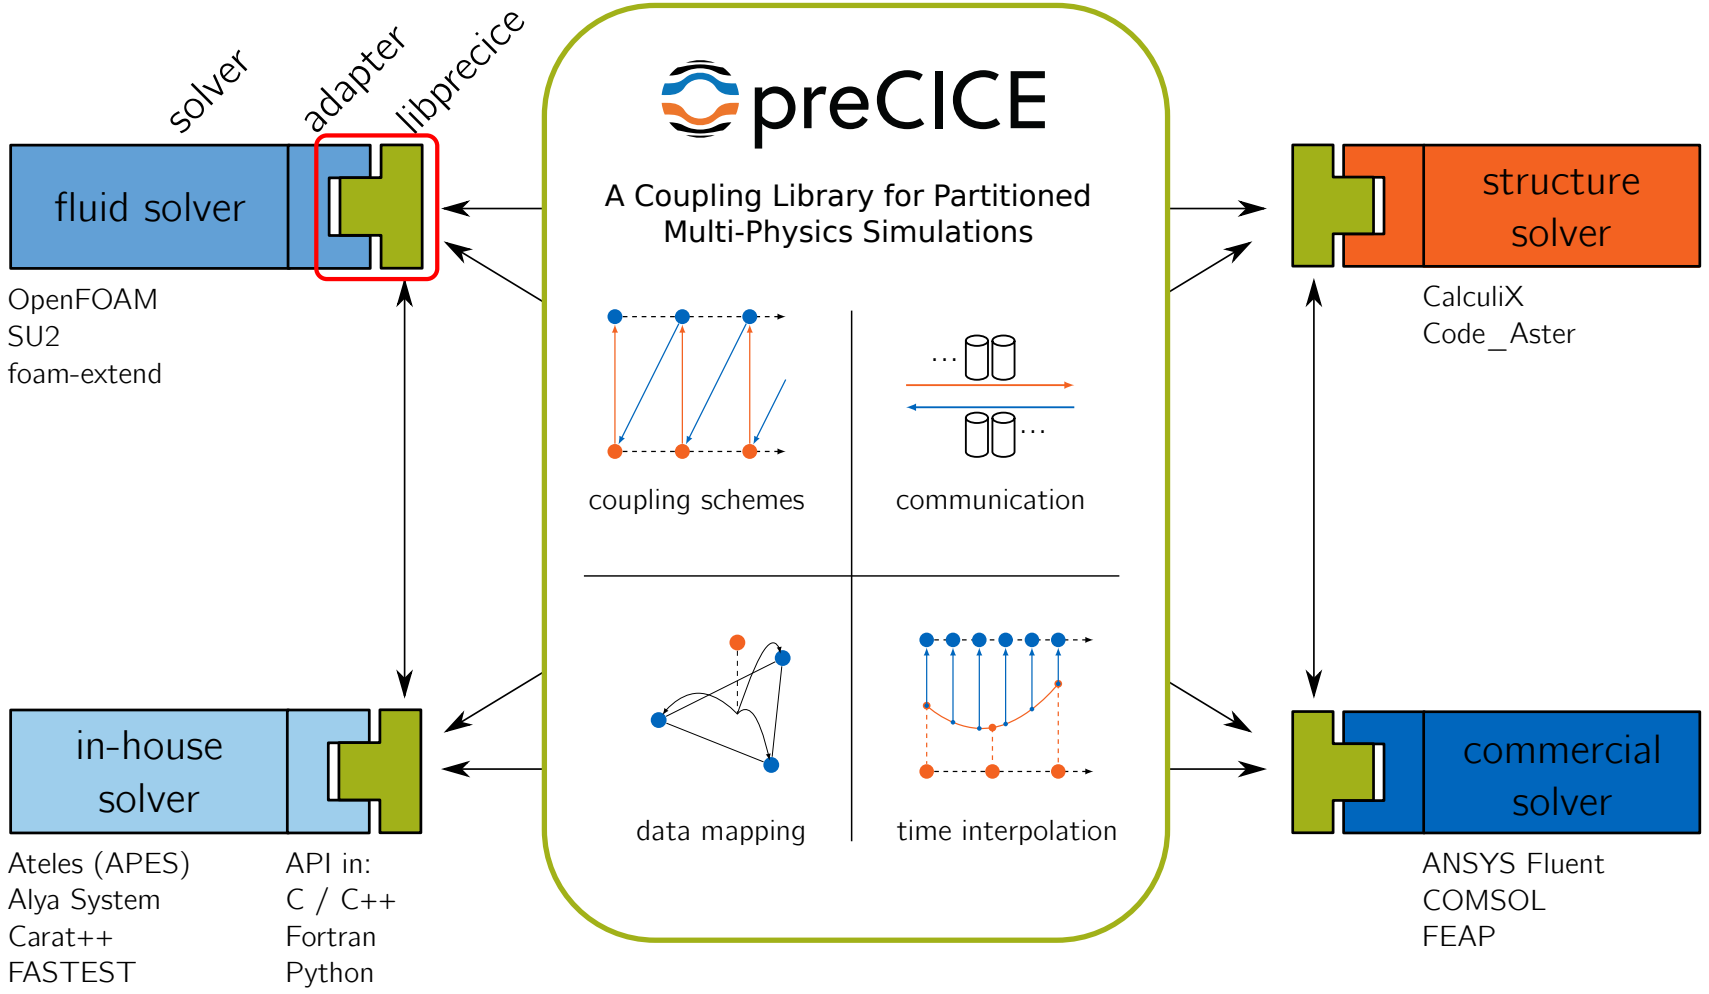 solver
adapter
libprecice
preCICE
A Coupling Library for Partitioned
Multi-Physics Simulations
fluid solver
OpenFOAM
SU2
foam-extend
structure
solver
CalculiX
Code_Aster
...
...
coupling schemes
communication
data mapping
time interpolation
in-house
solver
Ateles (APES)
Alya System
Carat++
FASTEST
API in:
C / C++
Fortran
Python
commercial
solver
ANSYS Fluent
COMSOL
FEAP